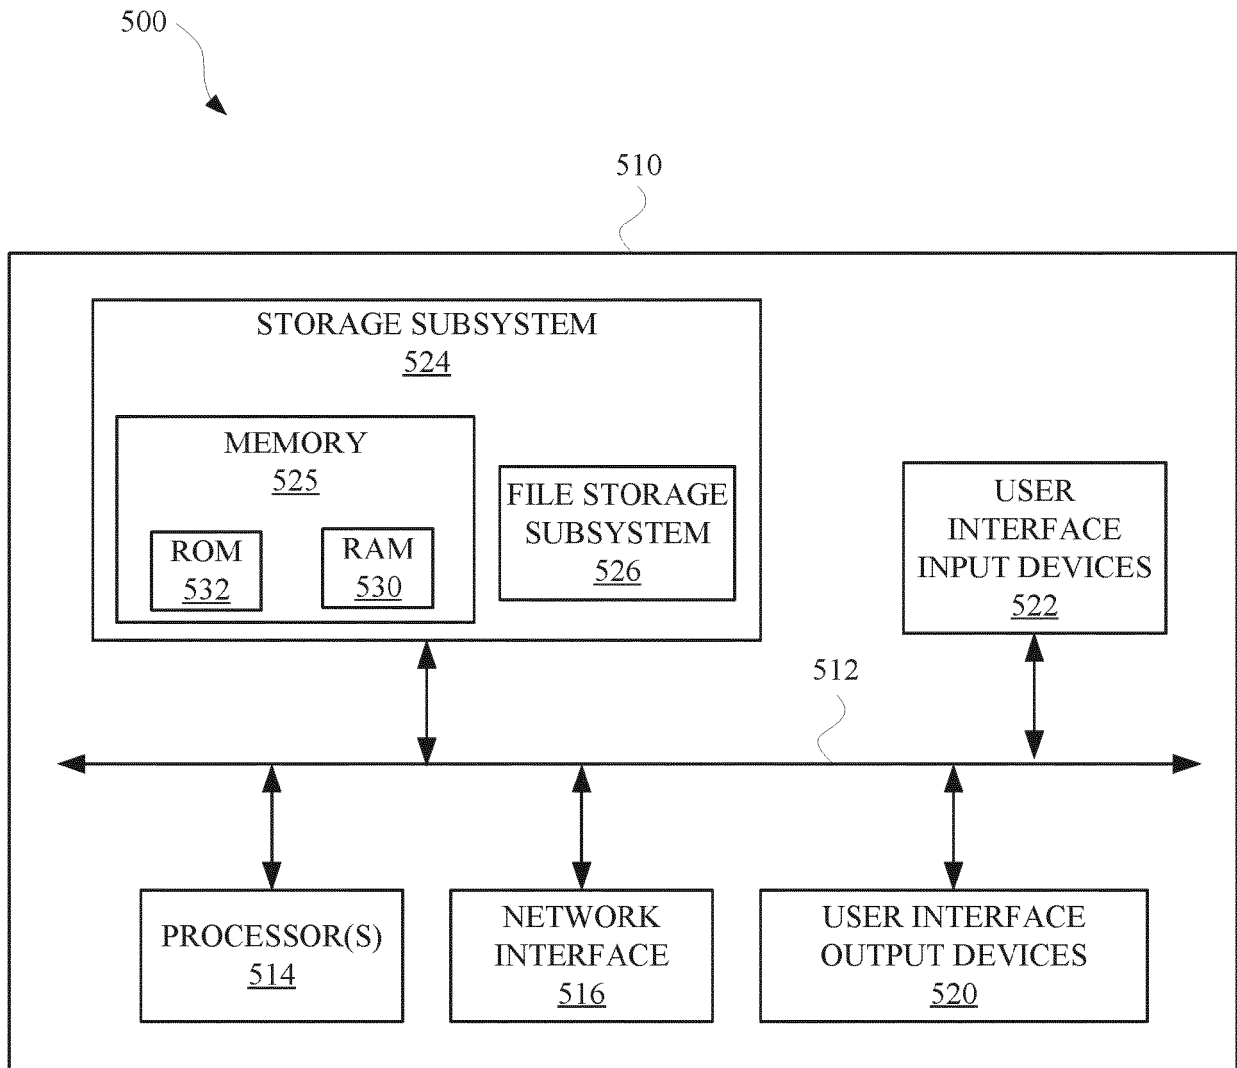 500
510
STORAGE SUBSYSTEM
524
MEMORY
525
ROM
532
RAM
530
FILE STORAGE
SUBSYSTEM
526
USER
INTERFACE
INPUT DEVICES
522
512
PROCESSOR(S)
514
NETWORK
INTERFACE
516
USER INTERFACE
OUTPUT DEVICES
520